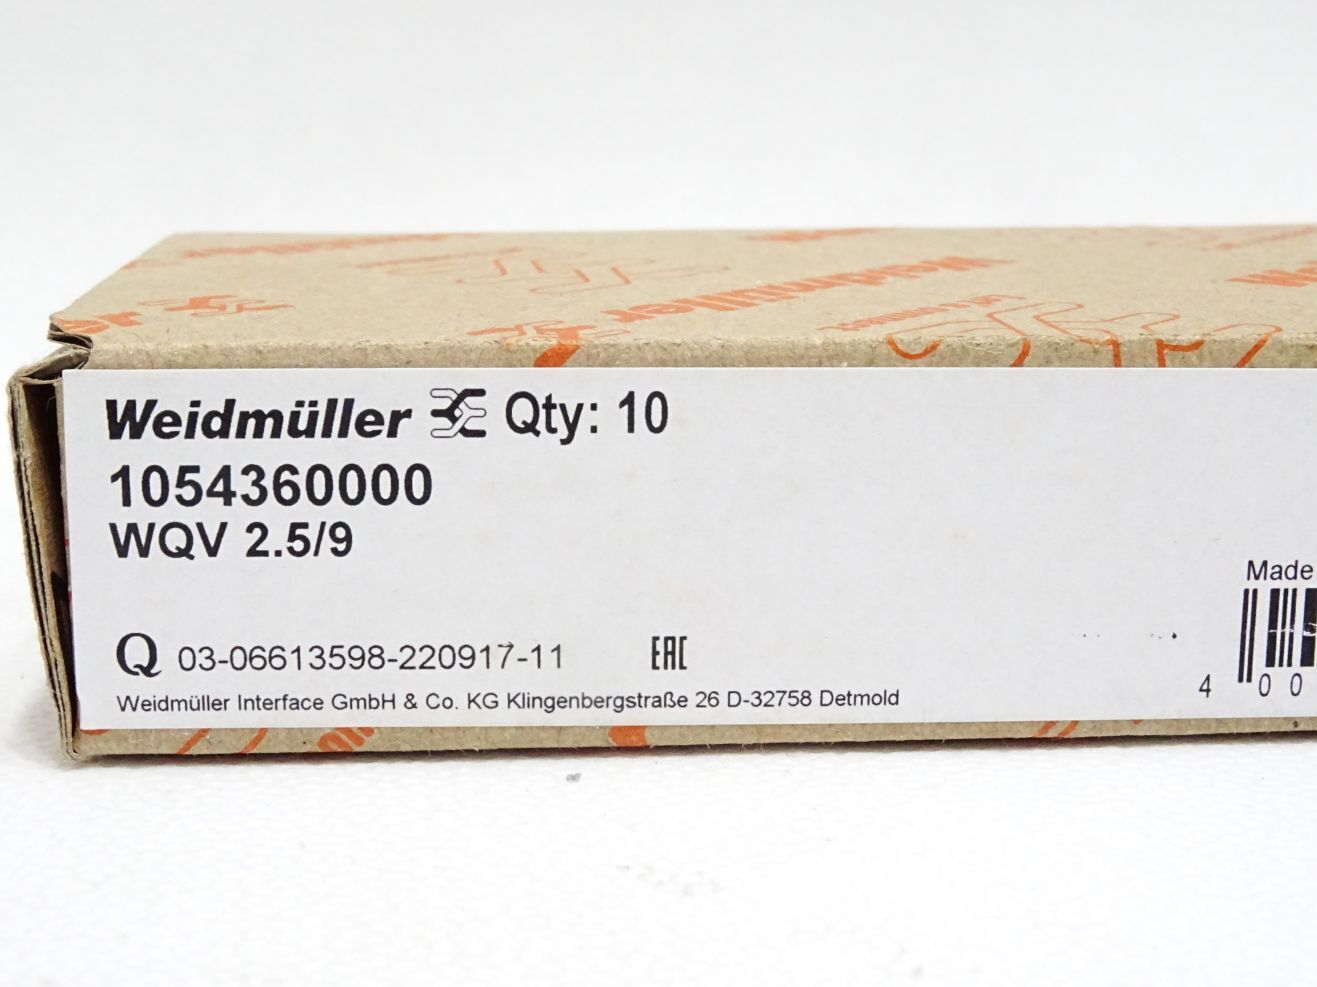 Weidmüller
Weidmüller Qty: 10
1054360000
WQV 2.5/9
Made
Q 03-06613598-220917-11 EAC
4 00
Weidmüller Interface GmbH & Co. KG Klingenbergstraße 26 D-32758 Detmold